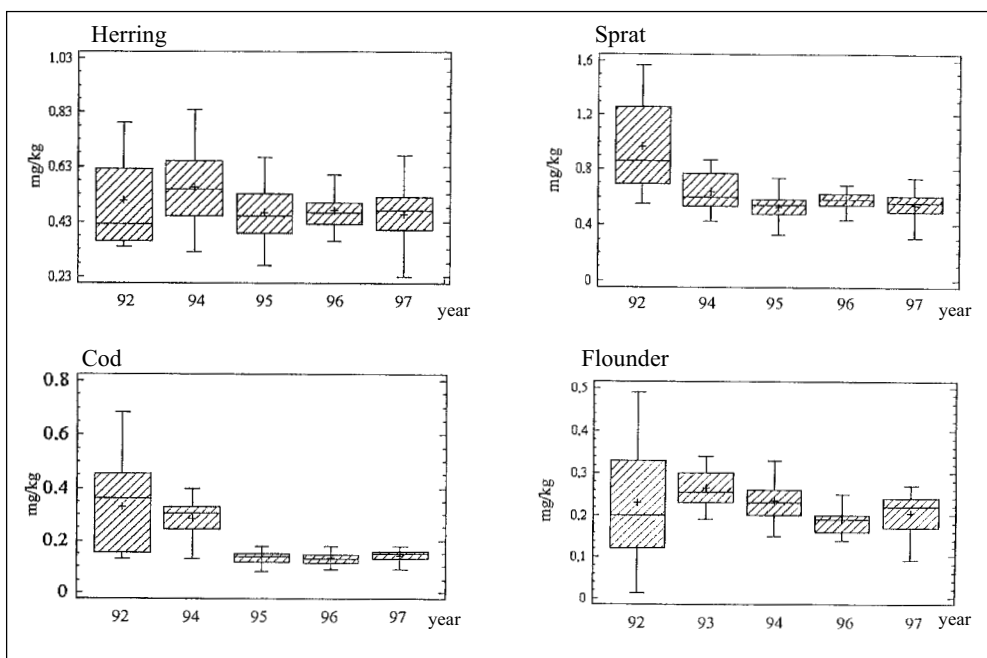 Herring
mg/kg
1,03
0,83
0,63
0,43
0,23
92 94 95 96 97 year
Sprat
mg/kg
1,6
1,2
0,8
0,4
0
92 94 95 96 97 year
Cod
mg/kg
0.8
0.6
0.4
0.2
0
92 94 95 96 97 year
Flounder
mg/kg
0,5
0,4
0,3
0,2
0,1
0
92 93 94 96 97 year